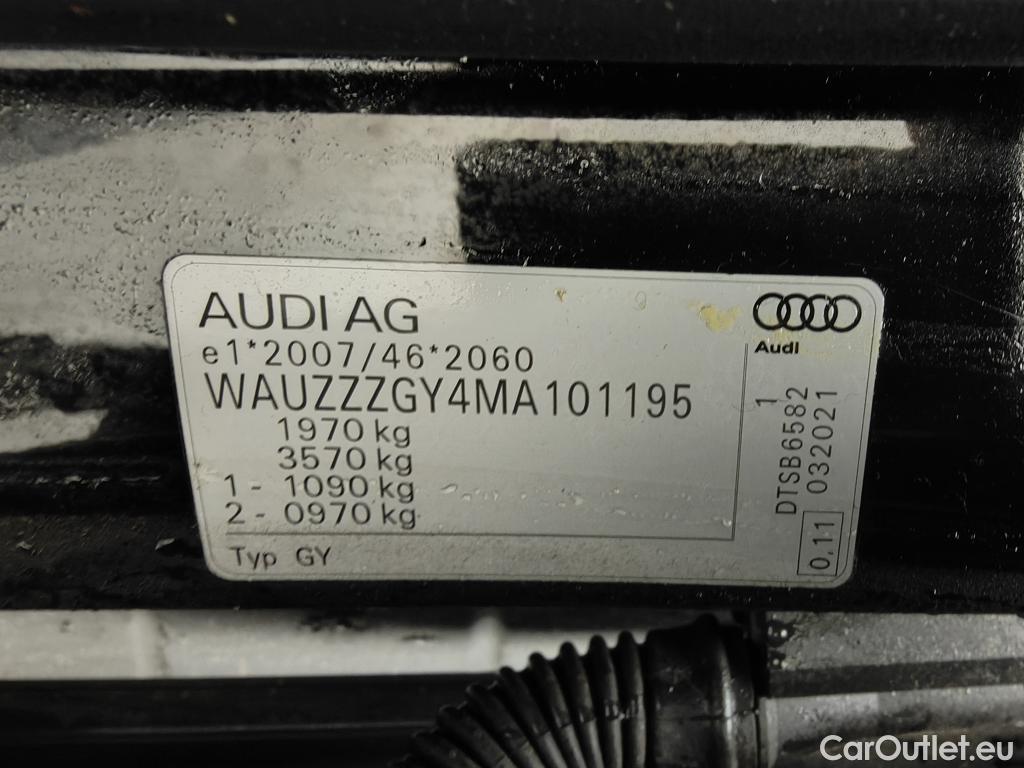 AUDI AG
e1*2007/46*2060
WAUZZZGY4MA101195
1970 kg
3570 kg
1 - 1090 kg
2 - 0970 kg
Typ GY
Audi
1
DTSB6582
0,11 032021
CarOutlet.eu